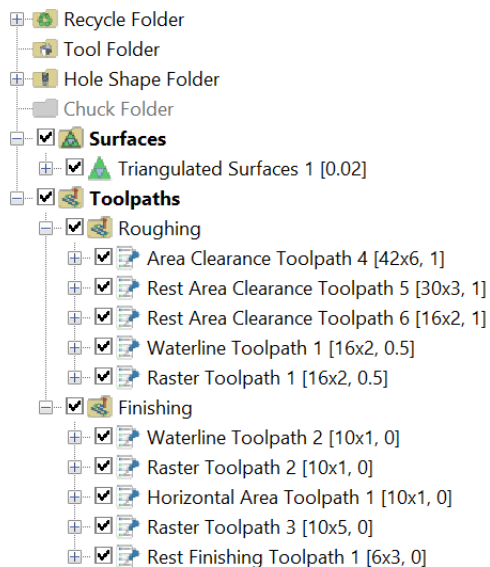 Recycle Folder
Tool Folder
Hole Shape Folder
Chuck Folder
Surfaces
Triangulated Surfaces 1 [0.02]
Toolpaths
Roughing
Area Clearance Toolpath 4 [42x6, 1]
Rest Area Clearance Toolpath 5 [30x3, 1]
Rest Area Clearance Toolpath 6 [16x2, 1]
Waterline Toolpath 1 [16x2, 0.5]
Raster Toolpath 1 [16x2, 0.5]
Finishing
Waterline Toolpath 2 [10x1, 0]
Raster Toolpath 2 [10x1, 0]
Horizontal Area Toolpath 1 [10x1, 0]
Raster Toolpath 3 [10x5, 0]
Rest Finishing Toolpath 1 [6x3, 0]